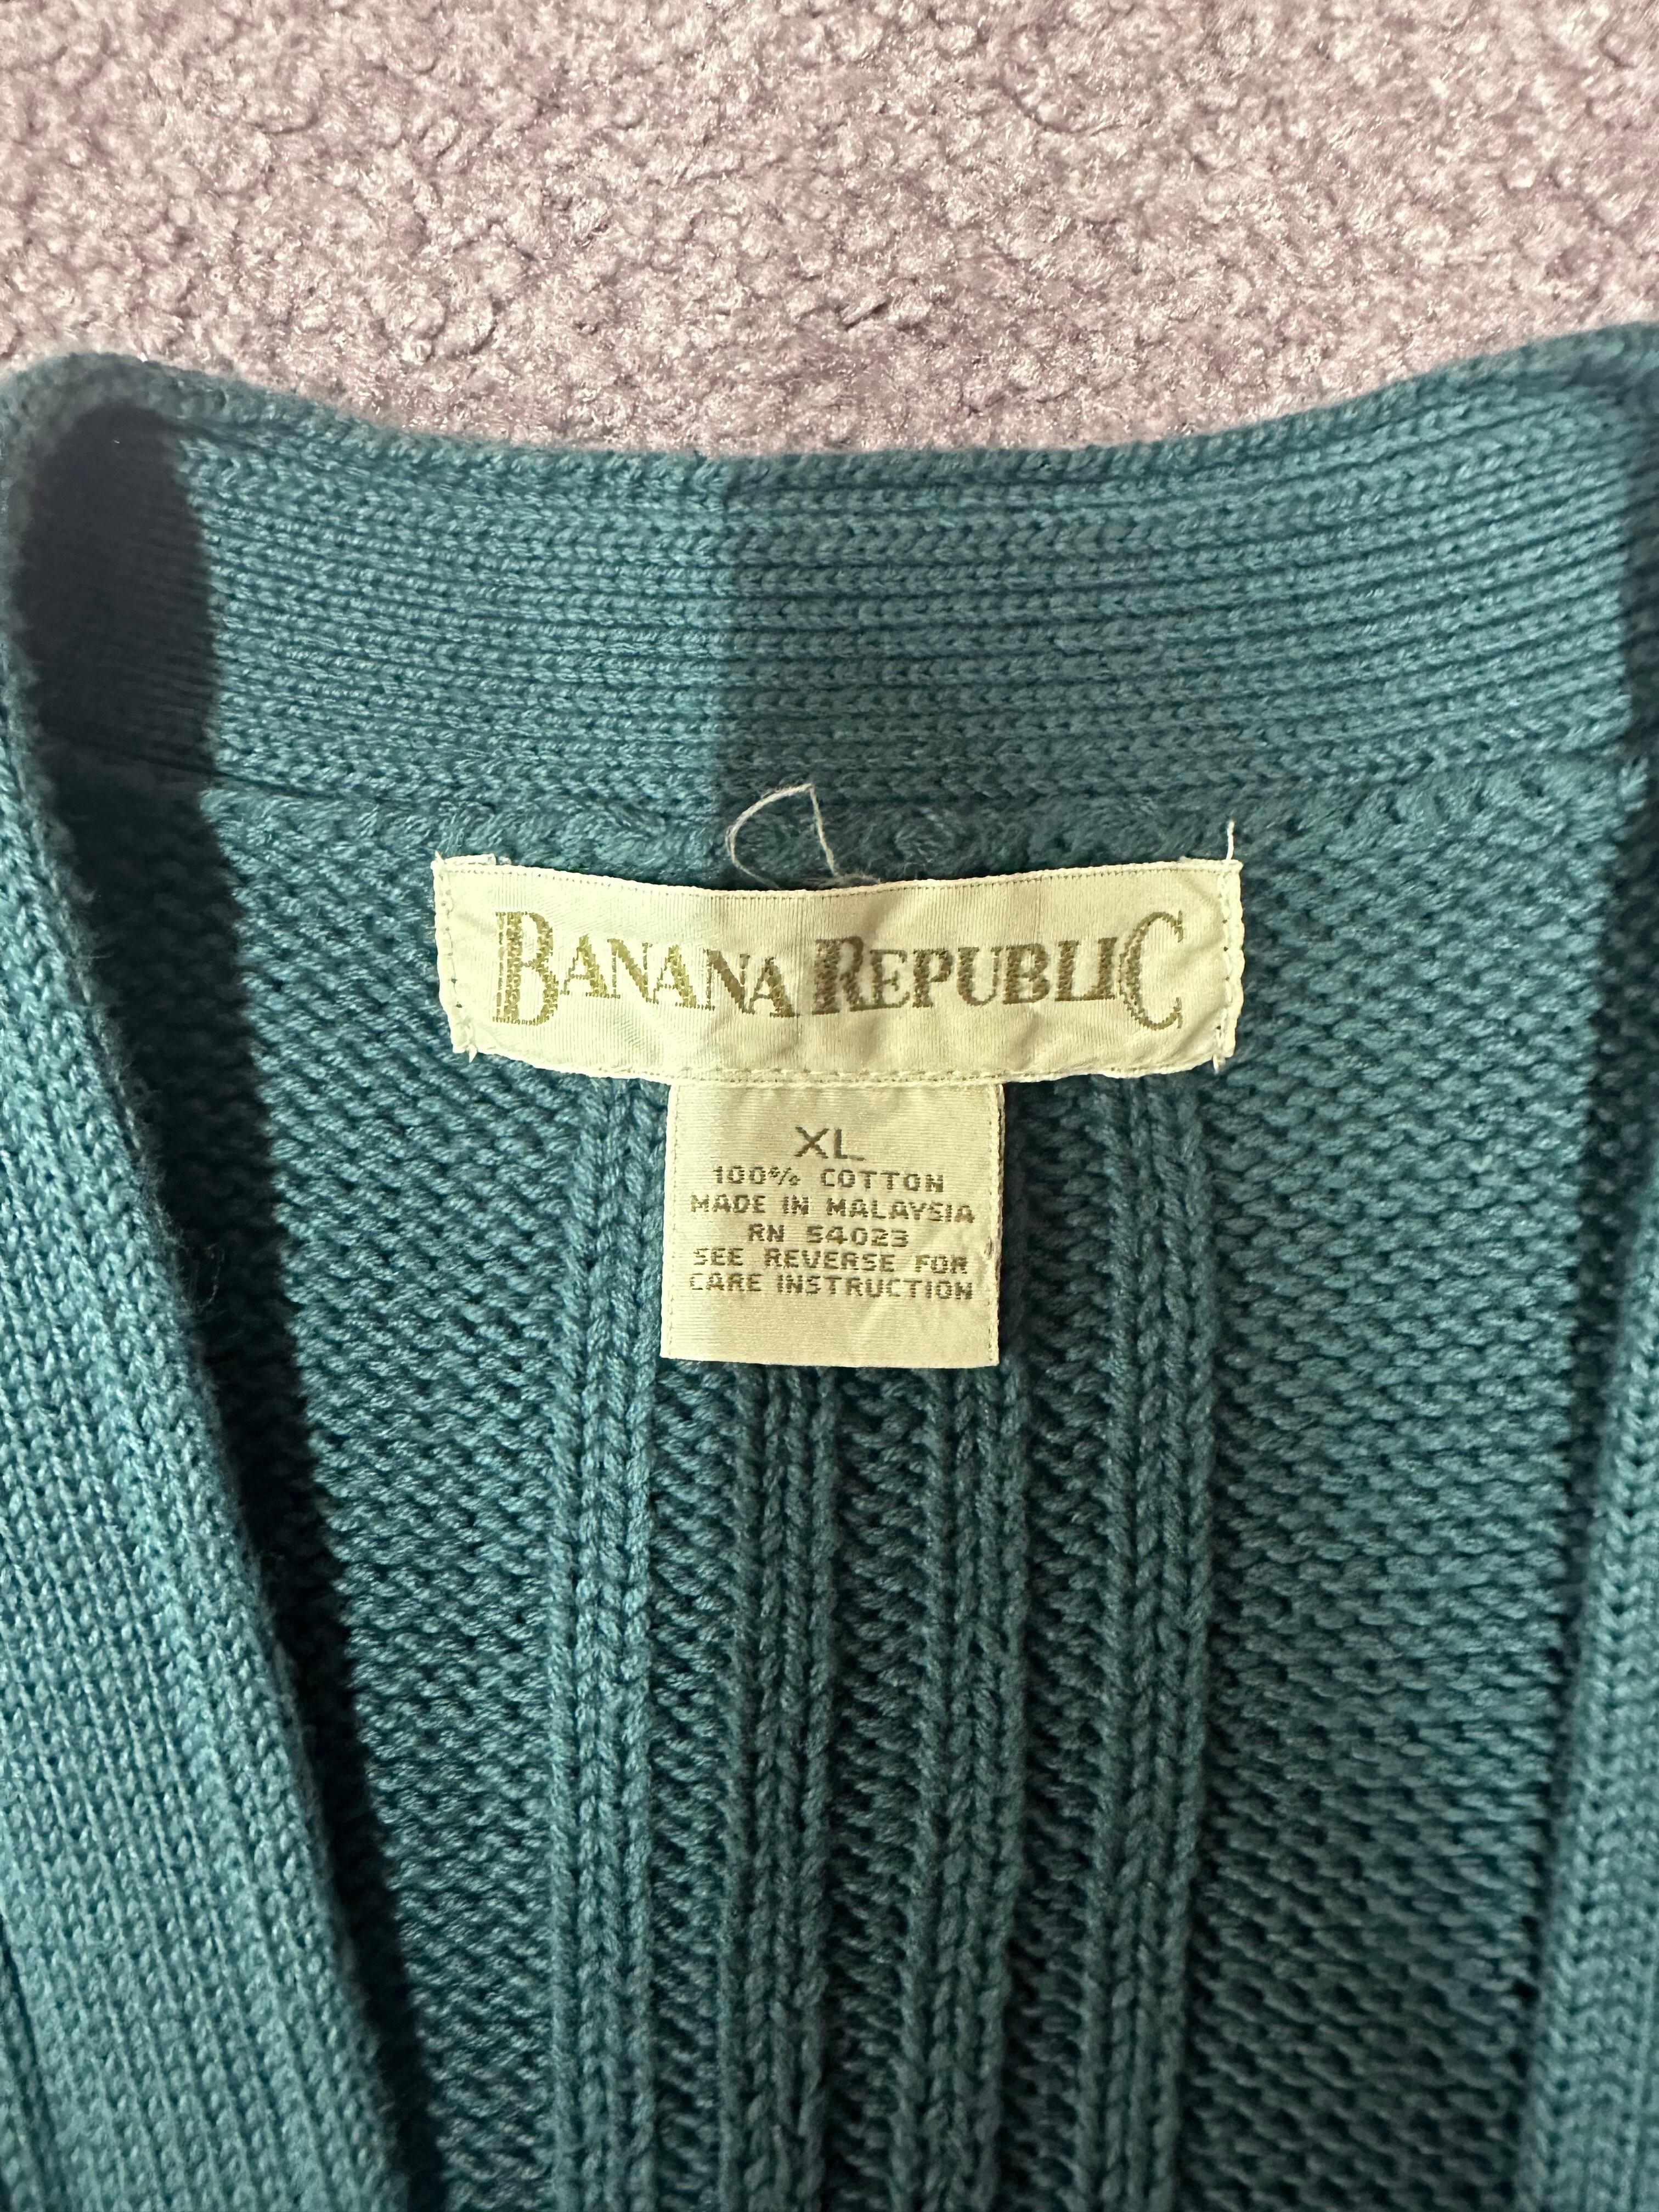 BANANA REPUBLIC
XL
100% COTTON
MADE IN MALAYSIA
RN 54023
SEE REVERSE FOR
CARE INSTRUCTION